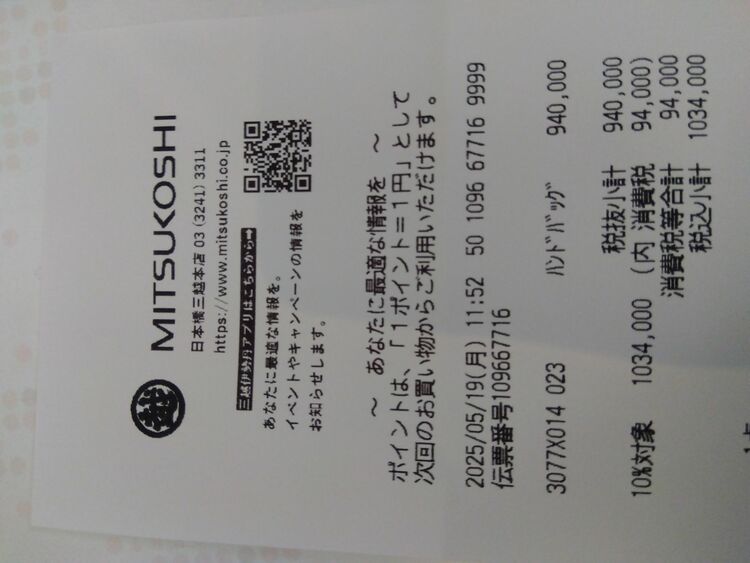 越 MITSUKOSHI
日本橋三越本店 03 (3241) 3311
https://www.mitsukoshi.co.jp
三越伊勢丹アプリはこちらから➡
あなたに最適な情報を。
イベントやキャンペーンの情報を
お知らせします。
～ あなたに最適な情報を ～
ポイントは、「1ポイント=1円」として
次回のお買い物からご利用いただけます。
2025/05/19(月) 11:52 50 1096 67716 9999
伝票番号109667716
3077X014 023 ﾊﾝﾄﾞﾊﾞｯｸﾞ 940,000
税抜小計 940,000
10%対象 1034,000 (内 消費税 94,000)
消費税等合計 94,000
税込小計 1034,000